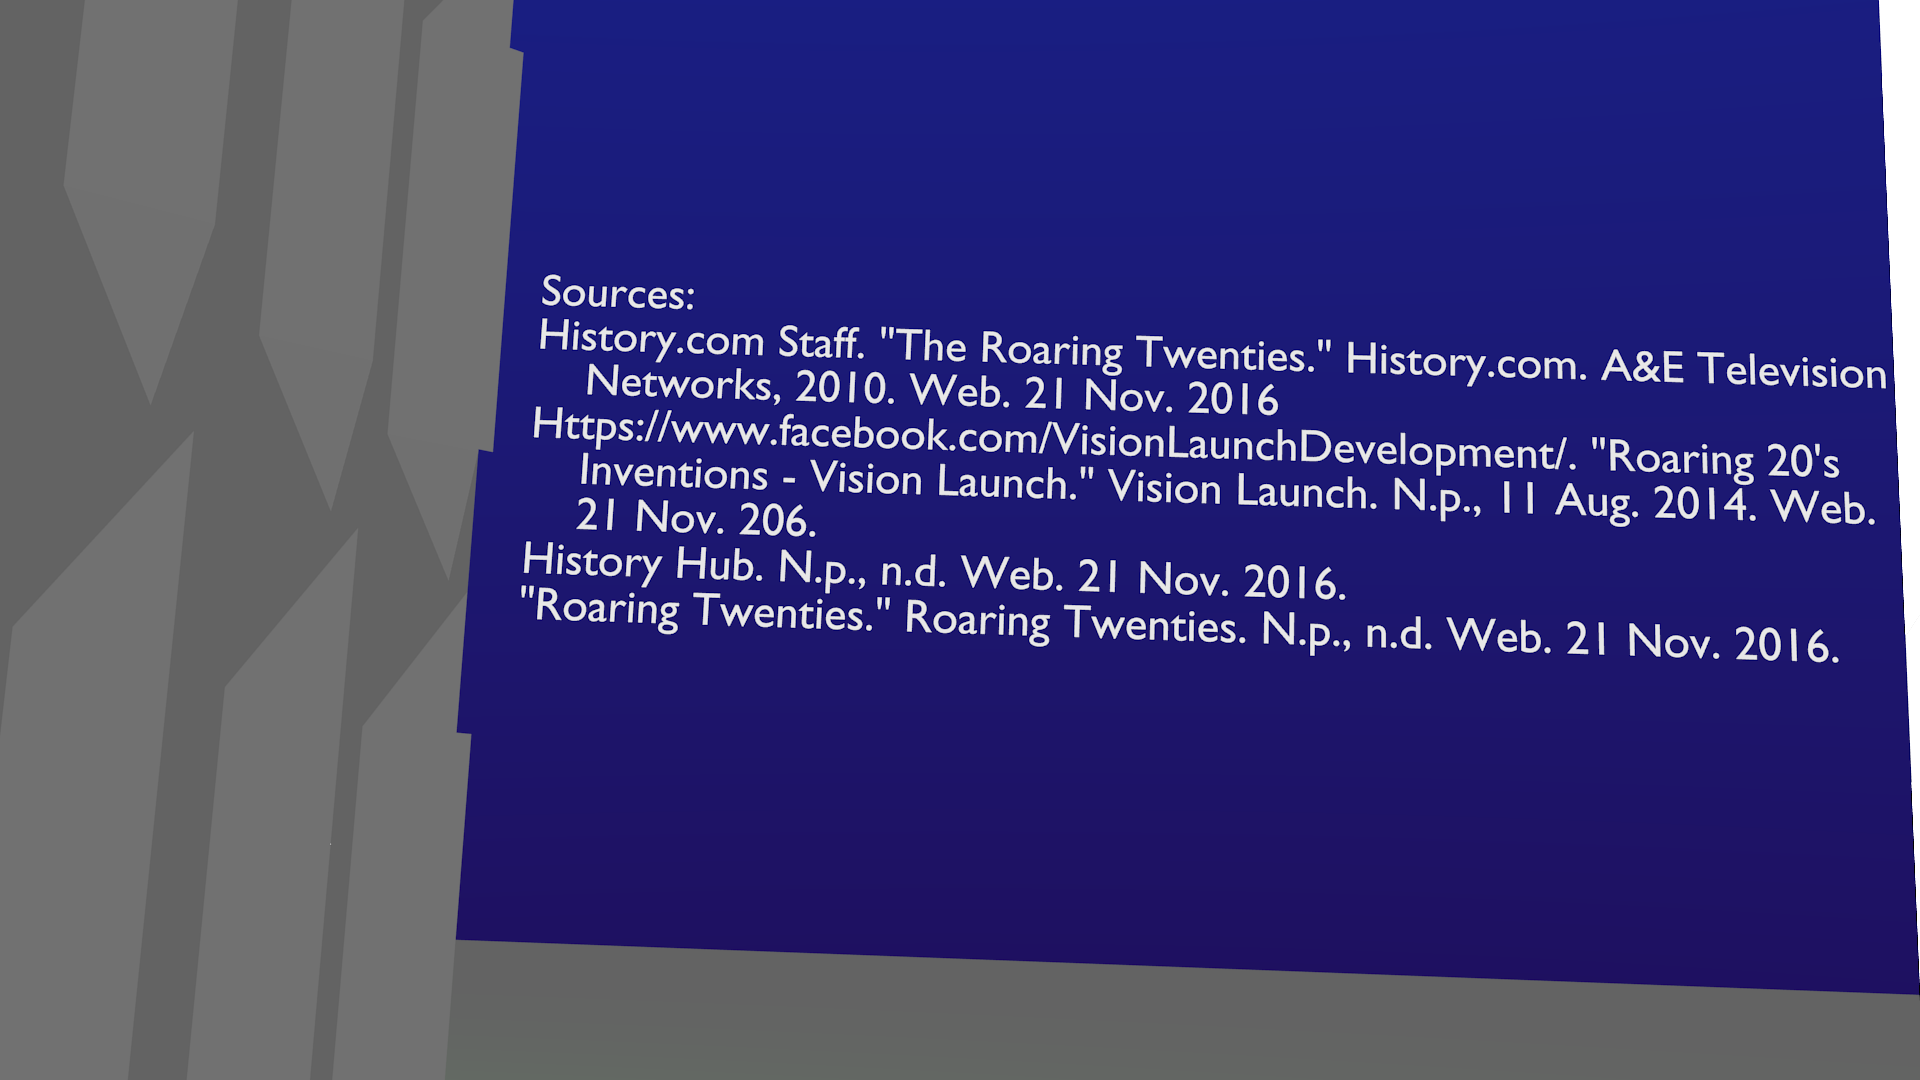 Sources:
History.com Staff. "The Roaring Twenties." History.com. A&E Television
Networks, 2010. Web. 21 Nov. 2016
Https://www.facebook.com/VisionLaunchDevelopment/. "Roaring 20's
Inventions - Vision Launch." Vision Launch. N.p., 11 Aug. 2014. Web.
21 Nov. 206.
History Hub. N.p., n.d. Web. 21 Nov. 2016.
"Roaring Twenties." Roaring Twenties. N.p., n.d. Web. 21 Nov. 2016.